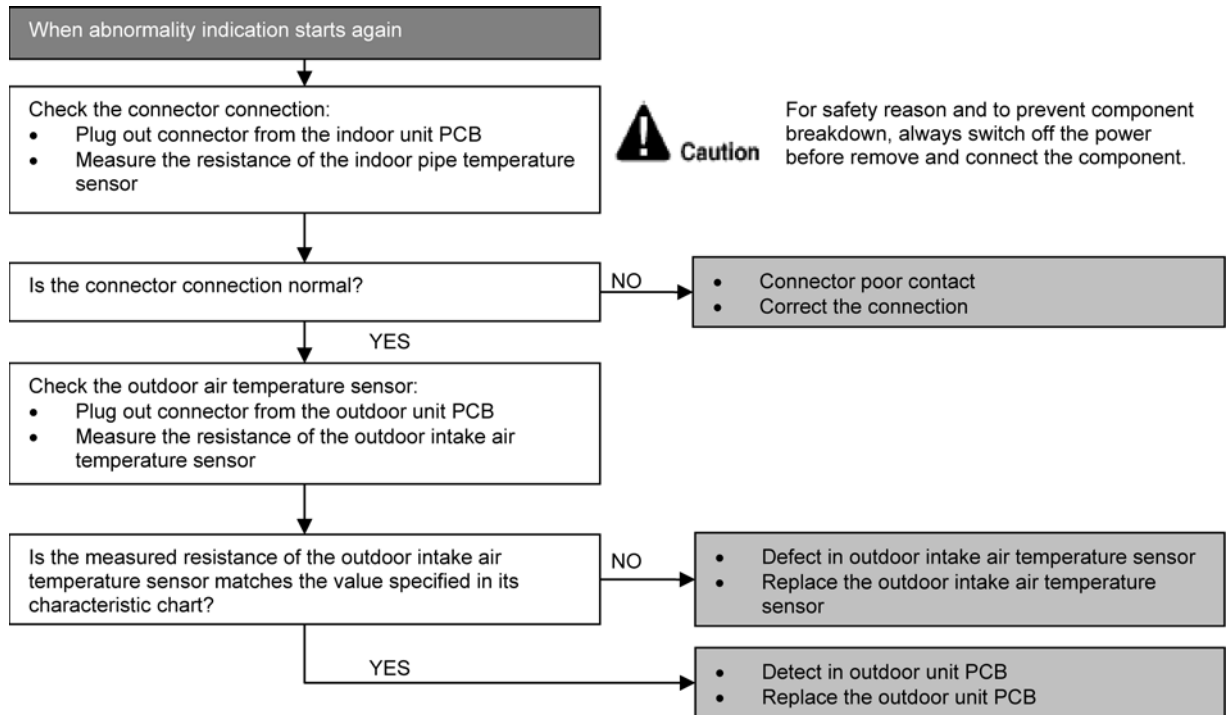 When abnormality indication starts again
Check the connector connection:
• Plug out connector from the indoor unit PCB
• Measure the resistance of the indoor pipe temperature
sensor
Caution
For safety reason and to prevent component
breakdown, always switch off the power
before remove and connect the component.
Is the connector connection normal?
NO
• Connector poor contact
• Correct the connection
YES
Check the outdoor air temperature sensor:
• Plug out connector from the outdoor unit PCB
• Measure the resistance of the outdoor intake air
temperature sensor
Is the measured resistance of the outdoor intake air
temperature sensor matches the value specified in its
characteristic chart?
NO
• Defect in outdoor intake air temperature sensor
• Replace the outdoor intake air temperature
sensor
YES
• Detect in outdoor unit PCB
• Replace the outdoor unit PCB